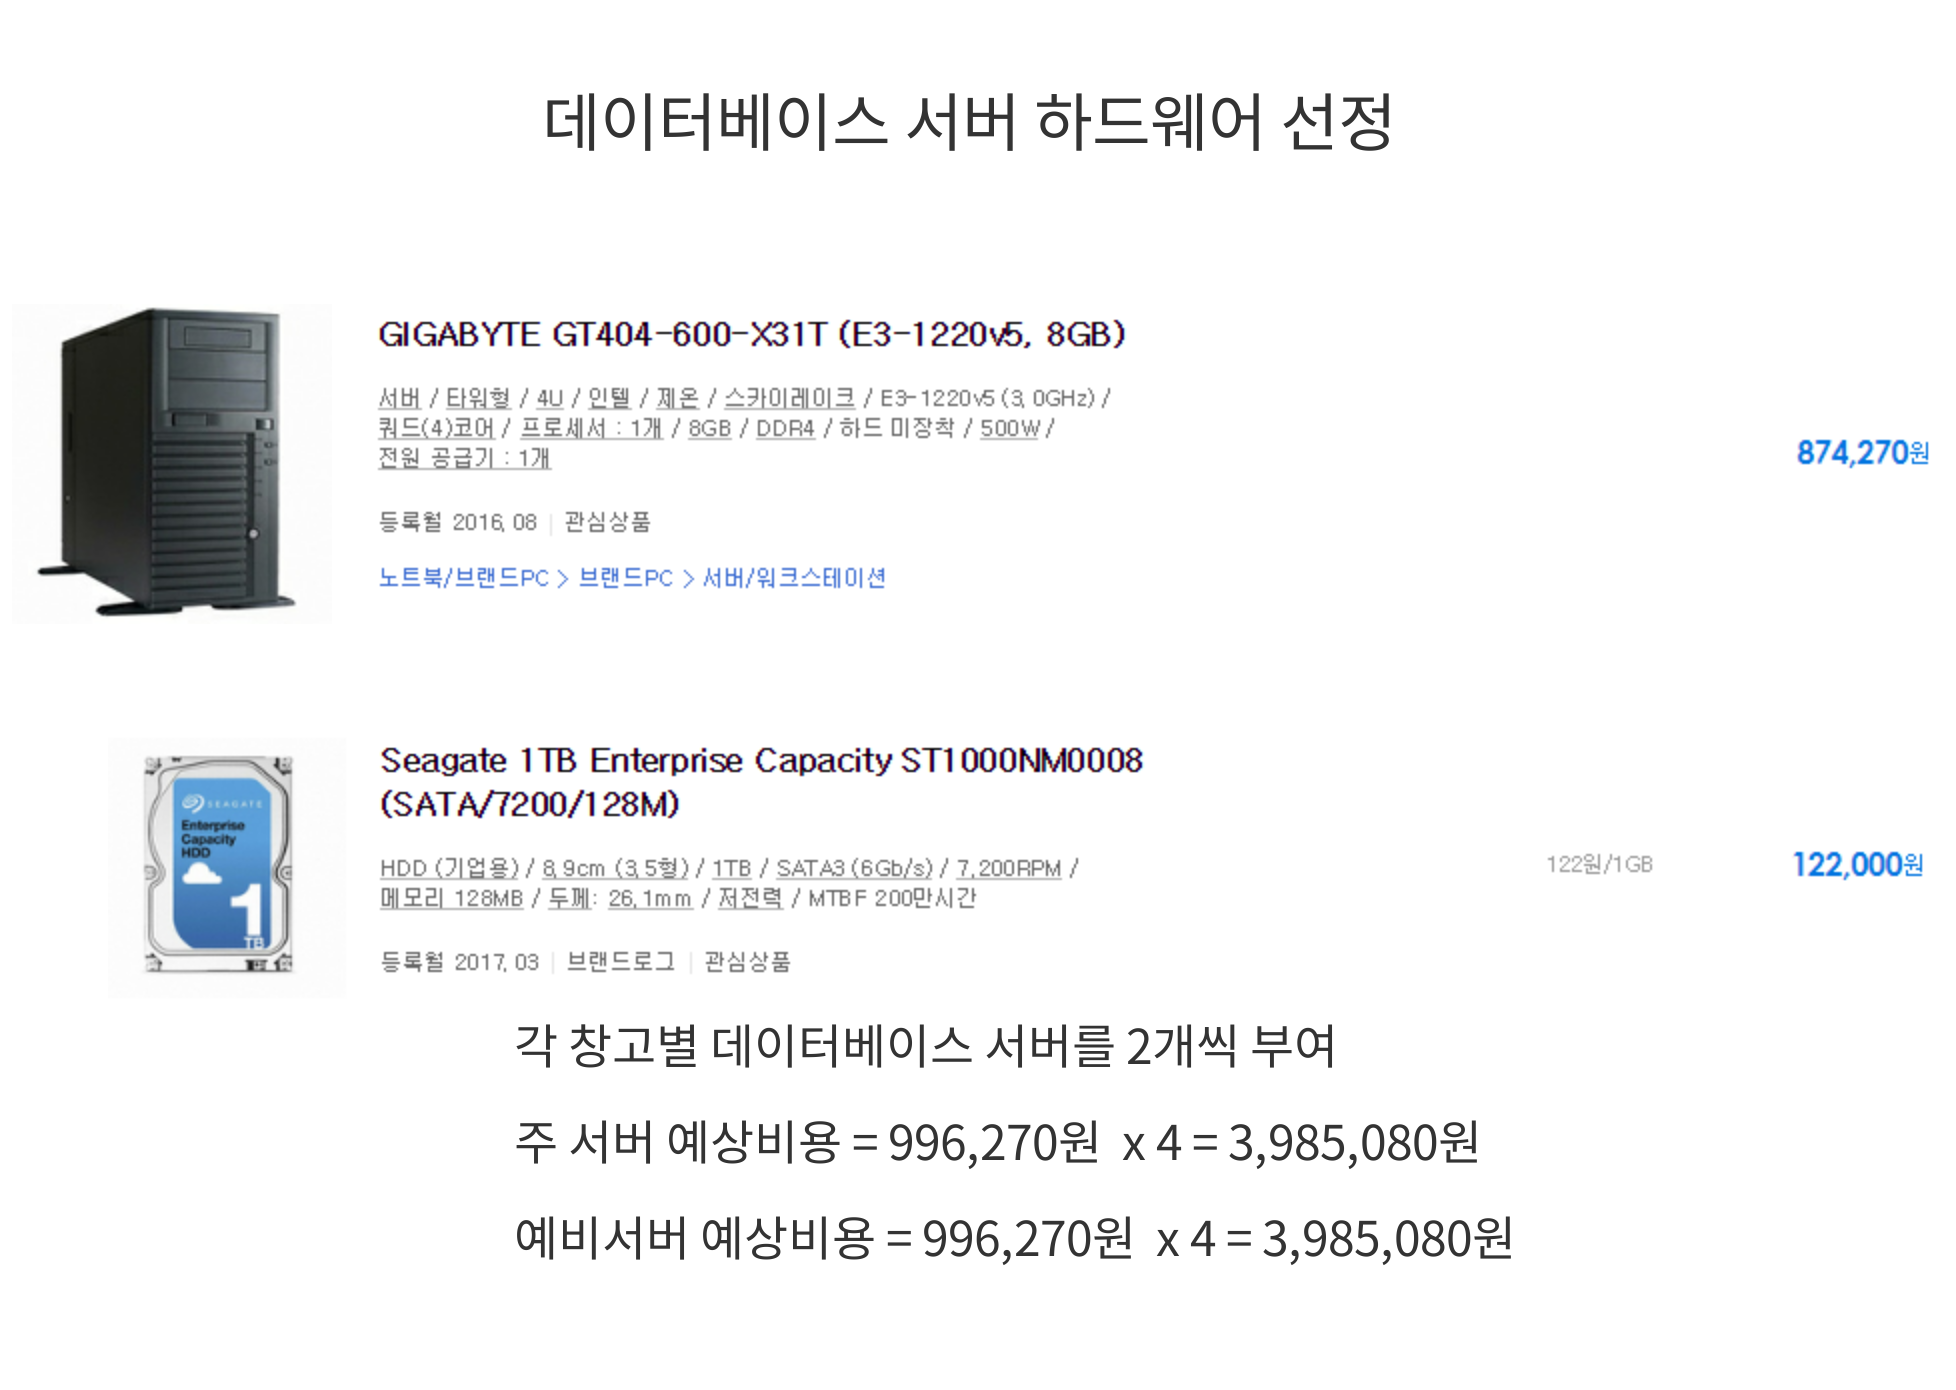 데이터베이스 서버 하드웨어 선정
GIGABYTE GT404-600-X31T (E3-1220v5, 8GB)
서버 / 타워형 / 4U / 인텔 / 제온 / 스카이레이크 / E3-1220v5 (3.0GHz) /
쿼드(4)코어 / 프로세서 : 1개 / 8GB / DDR4 / 하드 미장착 / 500W /
전원 공급기 : 1개
874,270원
등록월 2016.08 | 관심상품
노트북/브랜드PC > 브랜드PC > 서버/워크스테이션
Seagate 1TB Enterprise Capacity ST1000NM0008
(SATA/7200/128M)
SEAGATE
Enterprise
Capacity
HDD
1
TB
HDD (기업용) / 8.9cm (3.5형) / 1TB / SATA3 (6Gb/s) / 7,200RPM /
메모리 128MB / 두께: 26.1mm / 저전력 / MTBF 200만시간
122원/1GB
122,000원
등록월 2017.03 | 브랜드로그 | 관심상품
각 창고별 데이터베이스 서버를 2개씩 부여
주 서버 예상비용 = 996,270원 x 4 = 3,985,080원
예비서버 예상비용 = 996,270원 x 4 = 3,985,080원